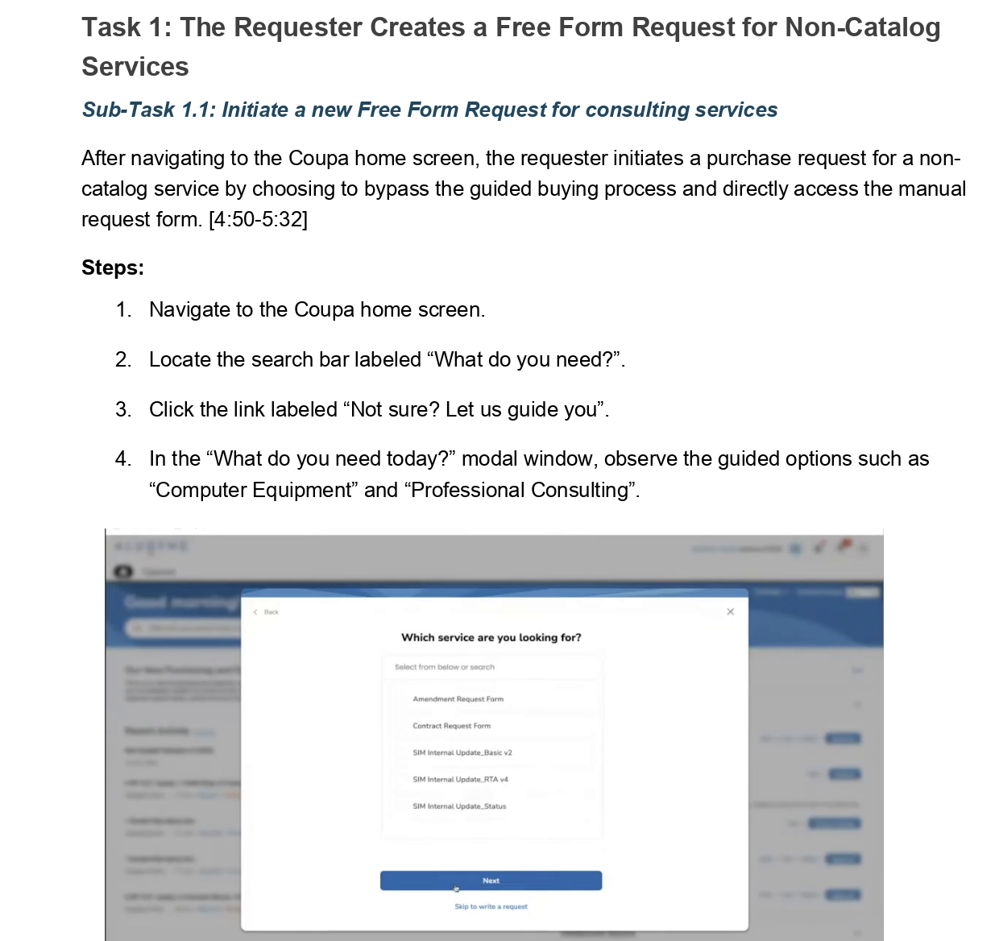 Task 1: The Requester Creates a Free Form Request for Non-Catalog
Services
Sub-Task 1.1: Initiate a new Free Form Request for consulting services
After navigating to the Coupa home screen, the requester initiates a purchase request for a non-
catalog service by choosing to bypass the guided buying process and directly access the manual
request form. [4:50-5:32]
Steps:
1. Navigate to the Coupa home screen.
2. Locate the search bar labeled “What do you need?”.
3. Click the link labeled “Not sure? Let us guide you”.
4. In the “What do you need today?” modal window, observe the guided options such as
“Computer Equipment” and “Professional Consulting”.
Good morning
Back
Which service are you looking for?
Select from below or search
Amendment Request Form
Contract Request Form
SIM Internal Update_Basic v2
SIM Internal Update_RTA v4
SIM Internal Update_Status
Next
Skip to write a request